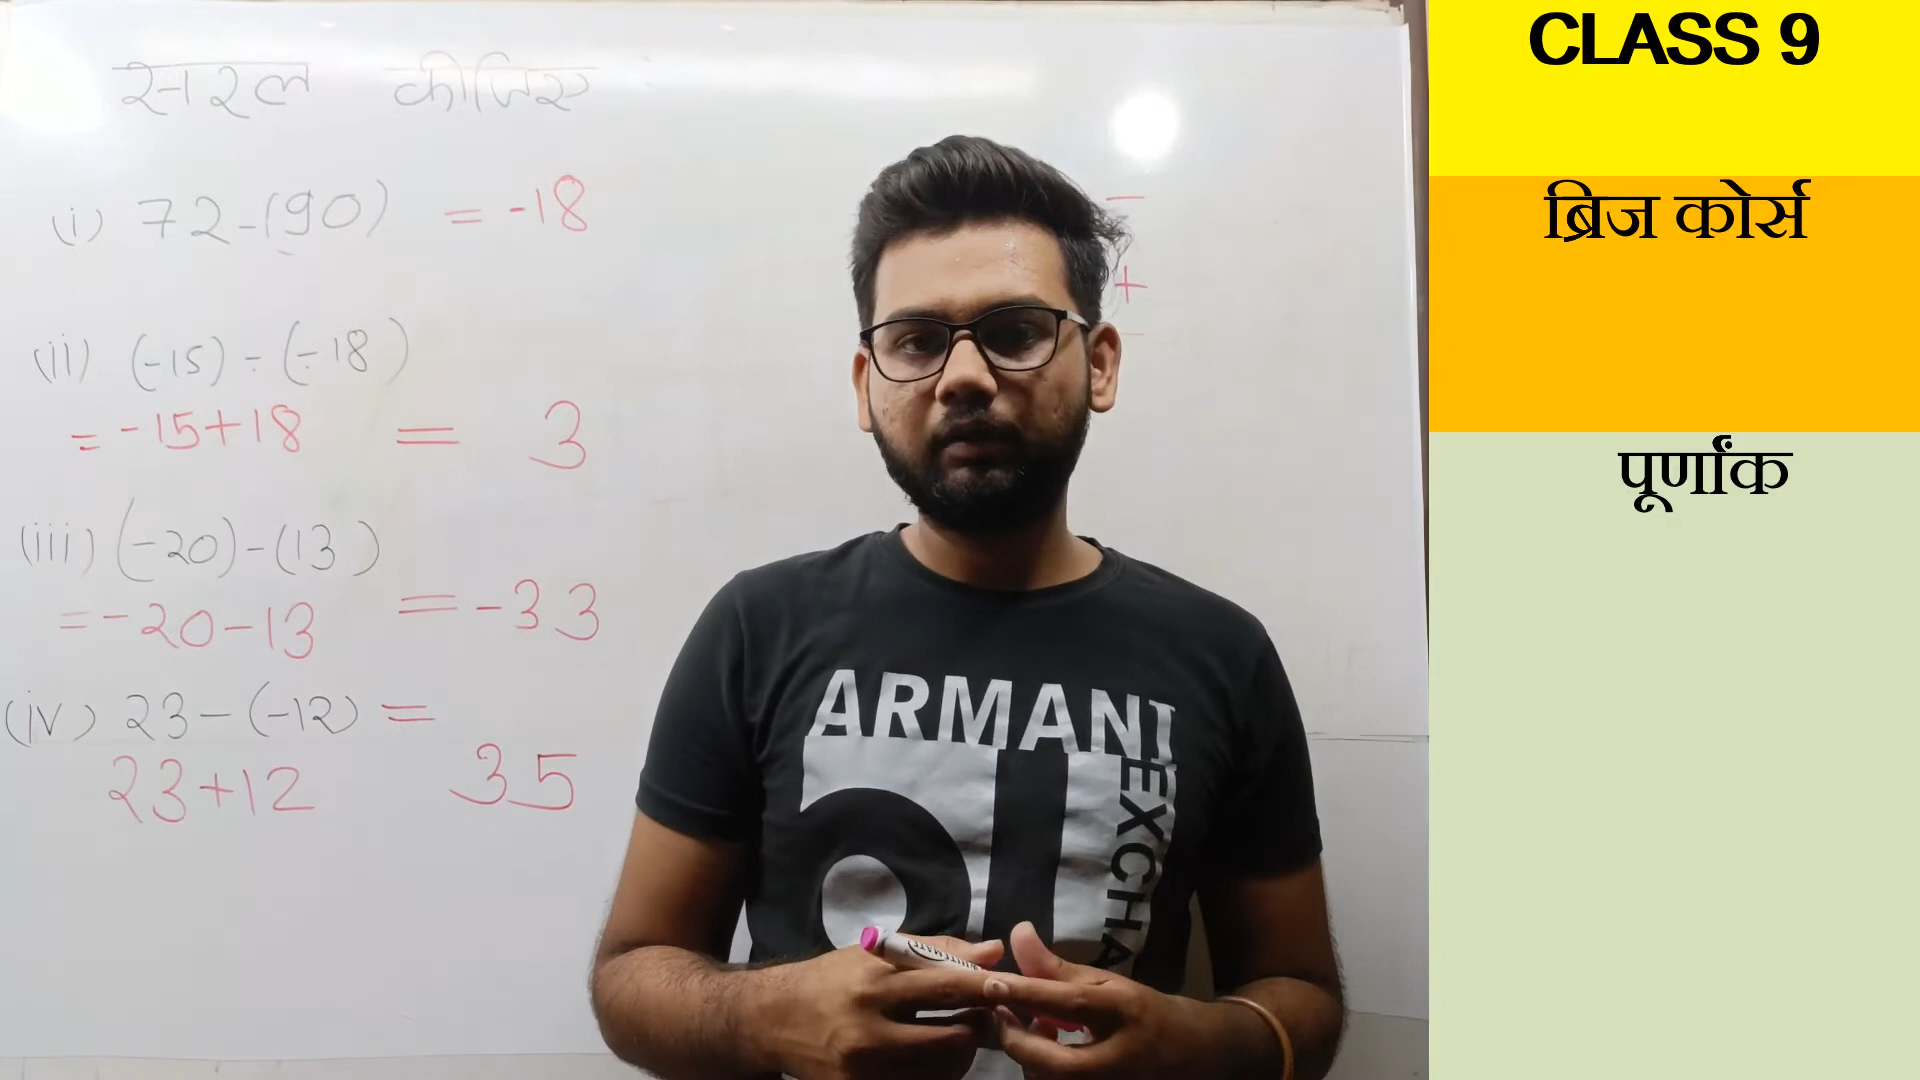 सरल कीजिए
(i) 72-(90) = -18
(ii) (-15) - (-18)
= -15+18 = 3
(iii) (-20) - (13)
= -20-13 = -33
(iv) 23-(-12) =
23+12 35
-
+
-
ARMANI
EXCHA
CLASS 9
ब्रिज कोर्स
पूर्णांक